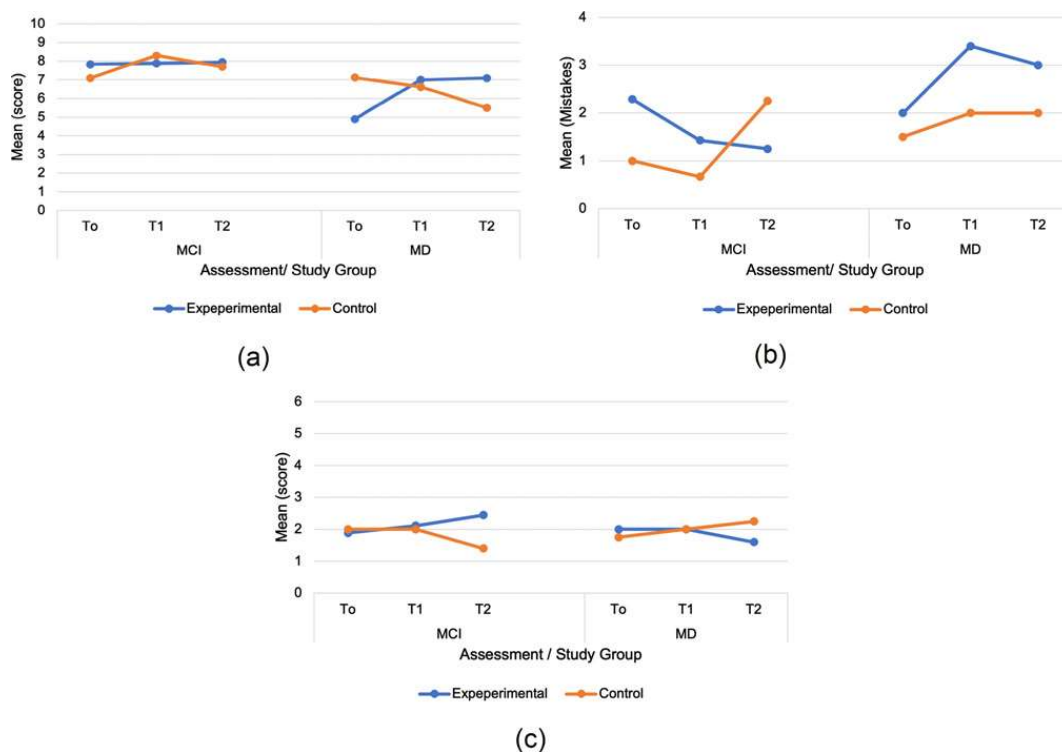 10
9
8
7
6
5
4
3
2
1
0
Mean (score)
To T1 T2 To T1 T2
MCI MD
Assessment/ Study Group
Expeperimental Control
(a)
4
3
2
1
0
Mean (Mistakes)
To T1 T2 To T1 T2
MCI MD
Assessment/ Study Group
Expeperimental Control
(b)
6
5
4
3
2
1
0
Mean (score)
To T1 T2 To T1 T2
MCI MD
Assessment / Study Group
Expeperimental Control
(c)